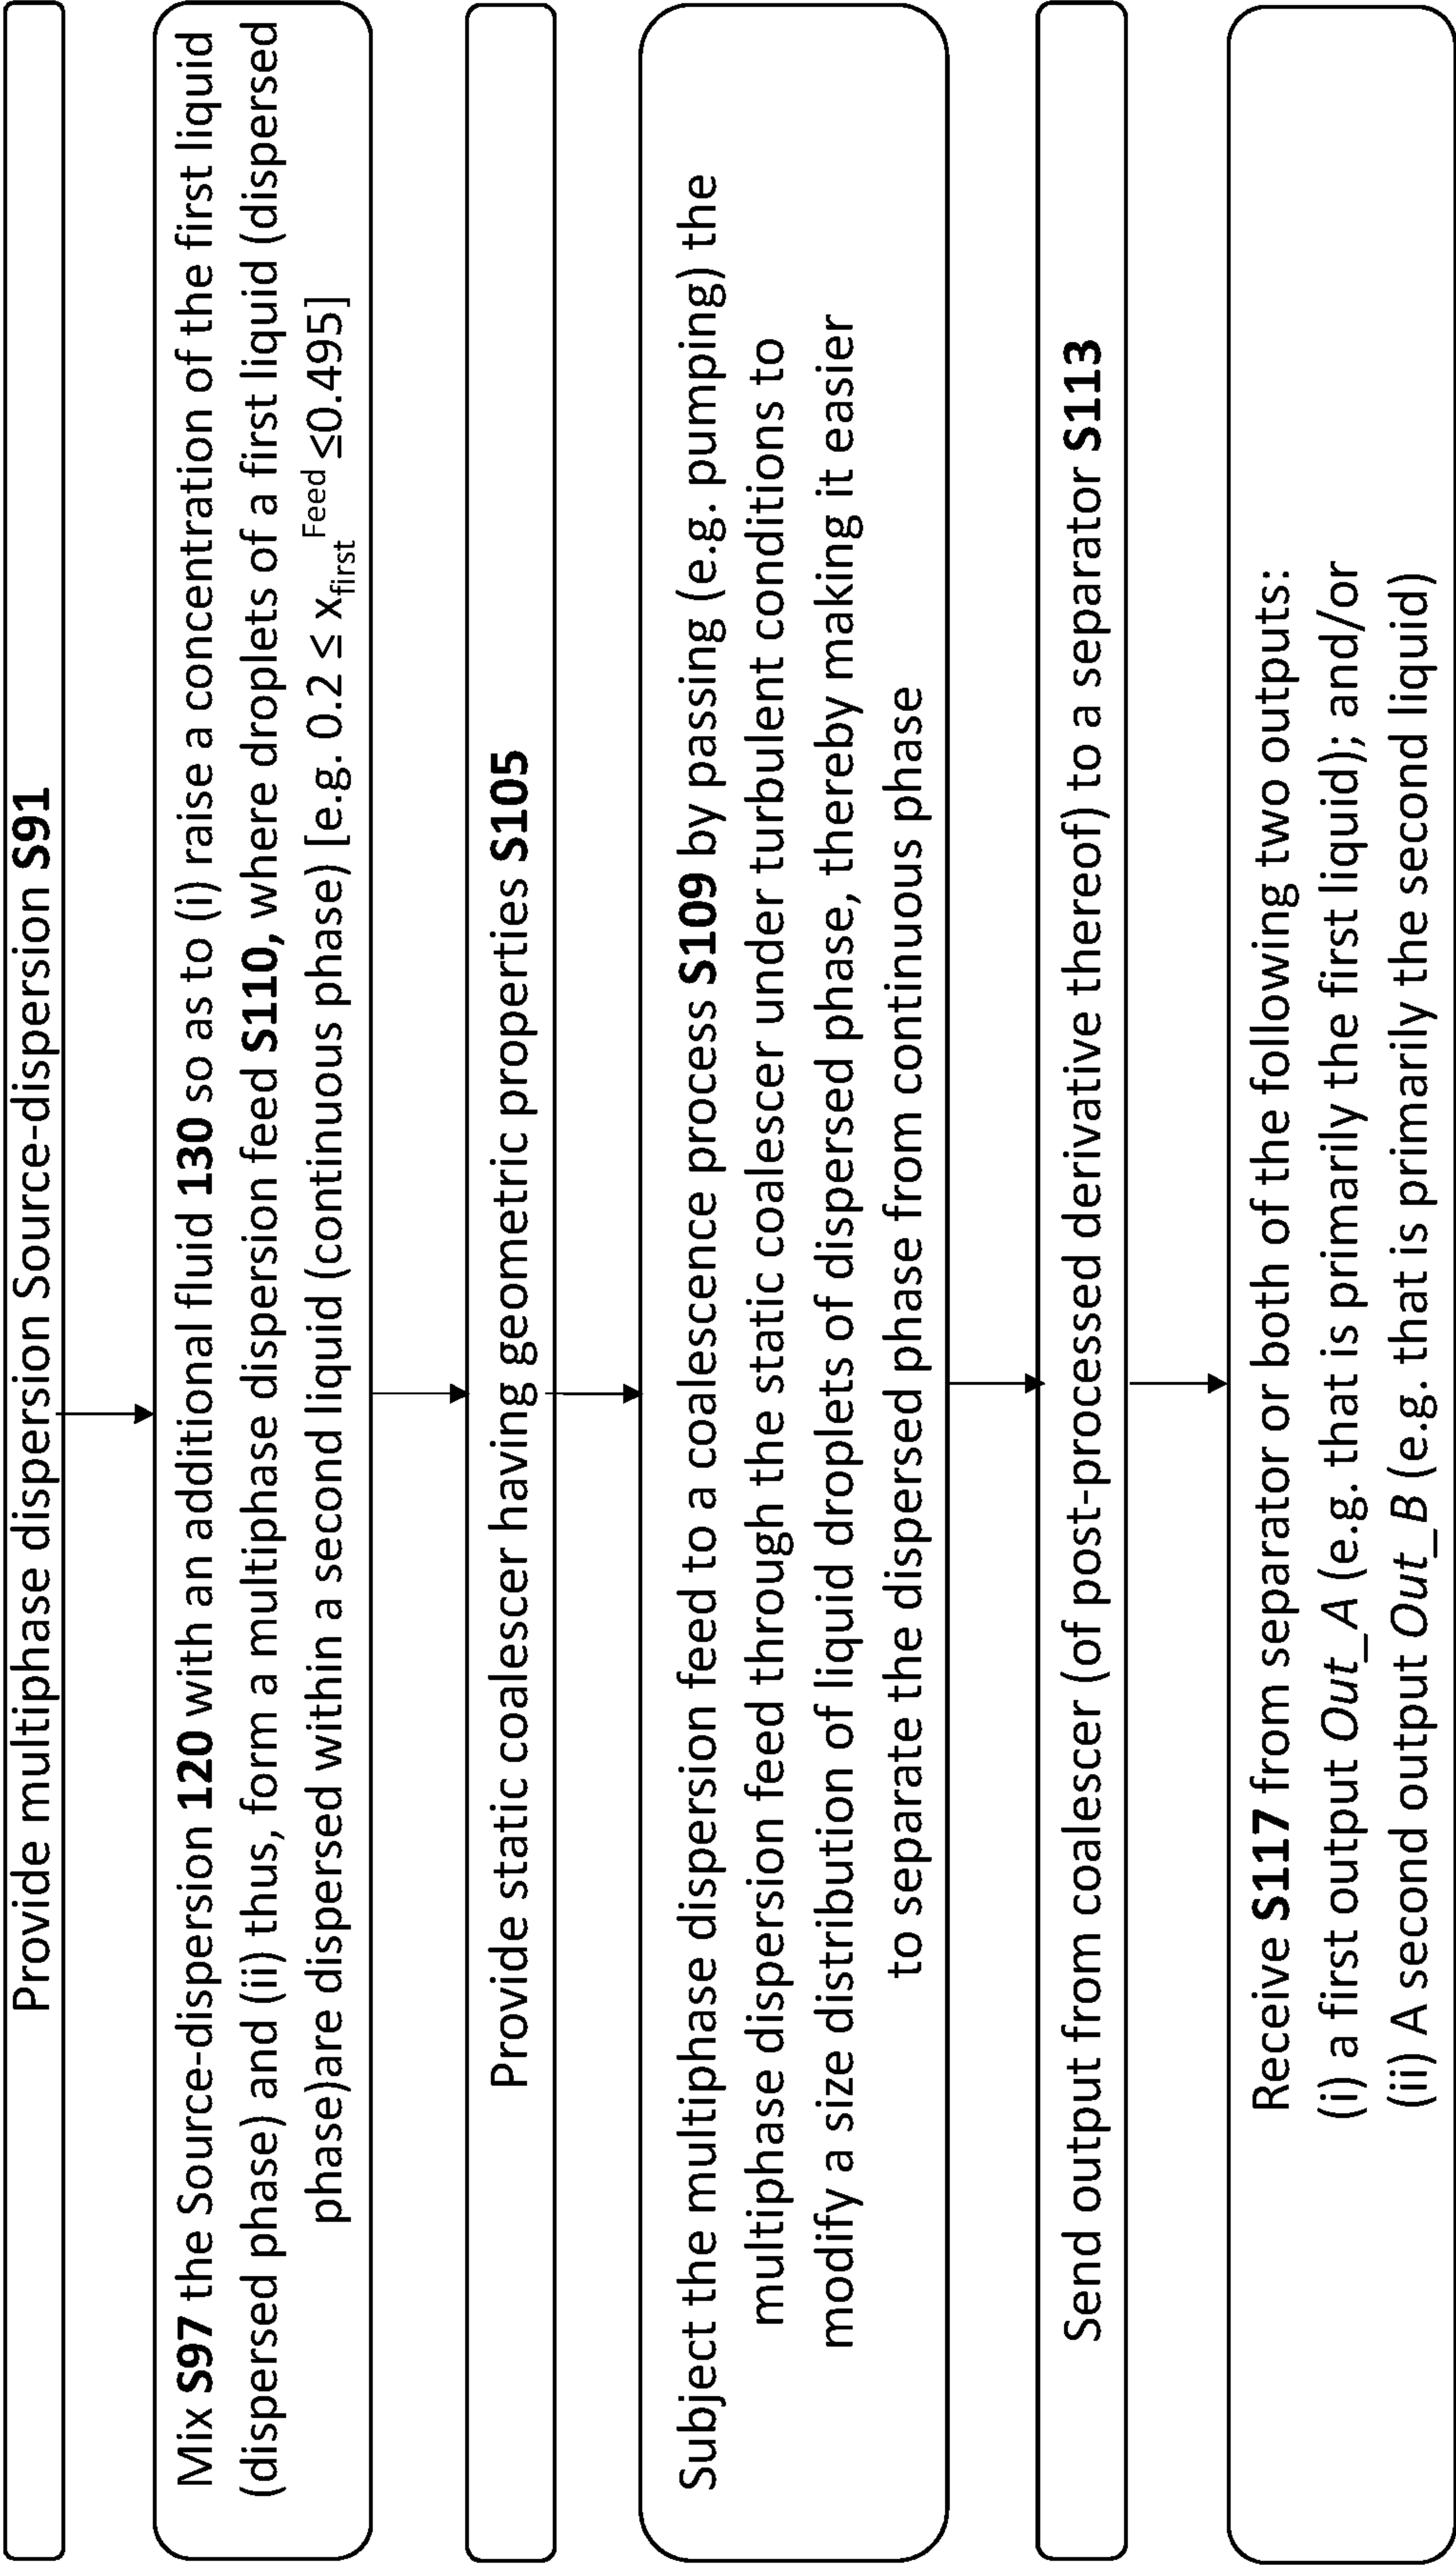 Provide multiphase dispersion Source-dispersion S91
Mix S97 the Source-dispersion 120 with an additional fluid 130 so as to (i) raise a concentration of the first liquid
(dispersed phase) and (ii) thus, form a multiphase dispersion feed S110, where droplets of a first liquid (dispersed
phase)are dispersed within a second liquid (continuous phase) [e.g. 0.2 ≤ x_first^Feed ≤0.495]
Provide static coalescer having geometric properties S105
Subject the multiphase dispersion feed to a coalescence process S109 by passing (e.g. pumping) the
multiphase dispersion feed through the static coalescer under turbulent conditions to
modify a size distribution of liquid droplets of dispersed phase, thereby making it easier
to separate the dispersed phase from continuous phase
Send output from coalescer (of post-processed derivative thereof) to a separator S113
Receive S117 from separator or both of the following two outputs:
(i) a first output Out_A (e.g. that is primarily the first liquid); and/or
(ii) A second output Out_B (e.g. that is primarily the second liquid)